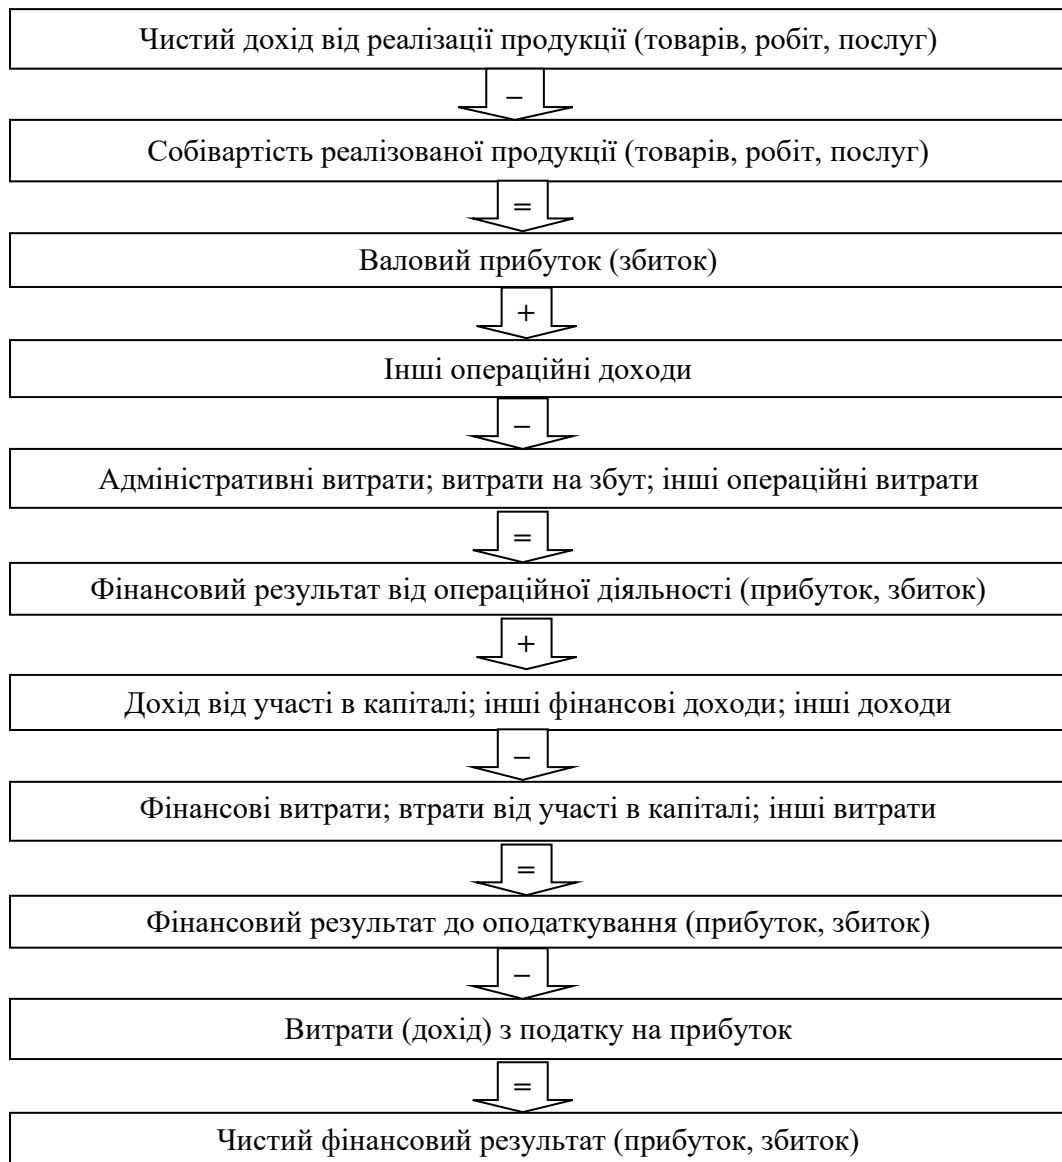 Чистий дохід від реалізації продукції (товарів, робіт, послуг)
–
Собівартість реалізованої продукції (товарів, робіт, послуг)
=
Валовий прибуток (збиток)
+
Інші операційні доходи
–
Адміністративні витрати; витрати на збут; інші операційні витрати
=
Фінансовий результат від операційної діяльності (прибуток, збиток)
+
Дохід від участі в капіталі; інші фінансові доходи; інші доходи
–
Фінансові витрати; втрати від участі в капіталі; інші витрати
=
Фінансовий результат до оподаткування (прибуток, збиток)
–
Витрати (дохід) з податку на прибуток
=
Чистий фінансовий результат (прибуток, збиток)